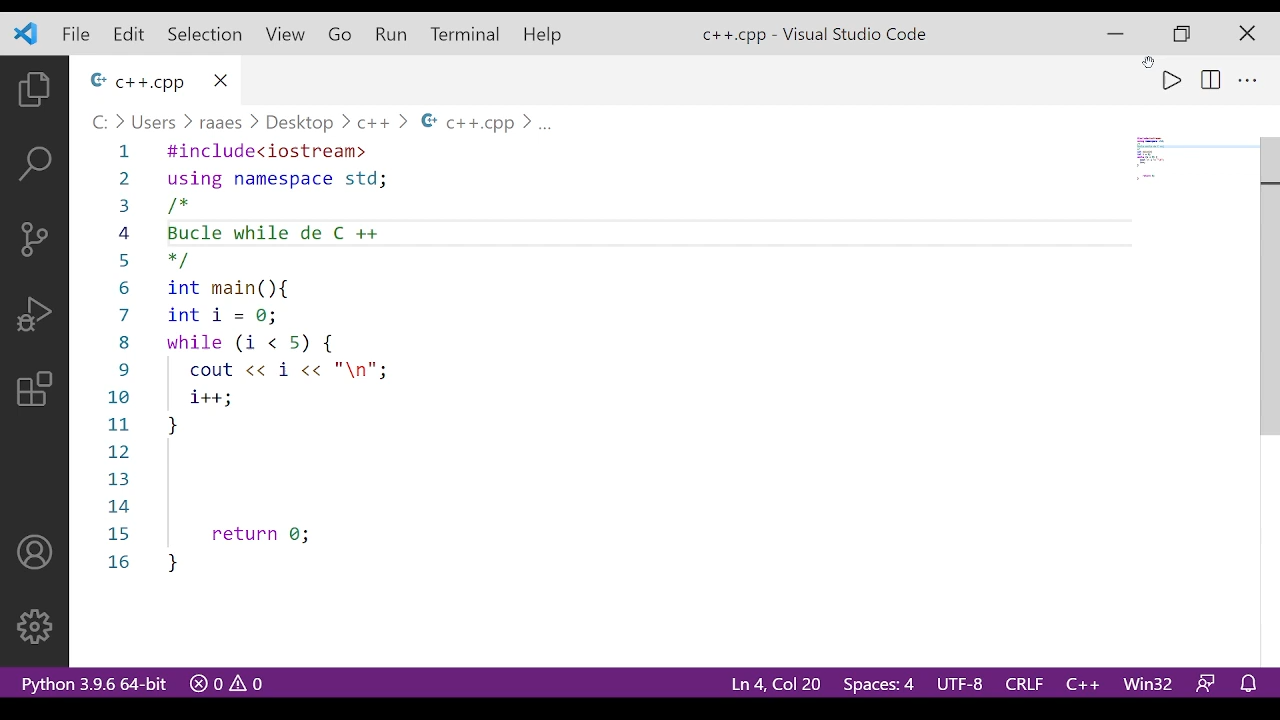 File Edit Selection View Go Run Terminal Help c++.cpp - Visual Studio Code
c++.cpp
C: > Users > raaes > Desktop > c++ > c++.cpp > ...
1 #include<iostream>
2 using namespace std;
3 /*
4 Bucle while de C ++
5 */
6 int main(){
7 int i = 0;
8 while (i < 5) {
9 cout << i << "\n";
10 i++;
11 }
12
13
14
15 return 0;
16 }
Python 3.9.6 64-bit 0 0 Ln 4, Col 20 Spaces: 4 UTF-8 CRLF C++ Win32